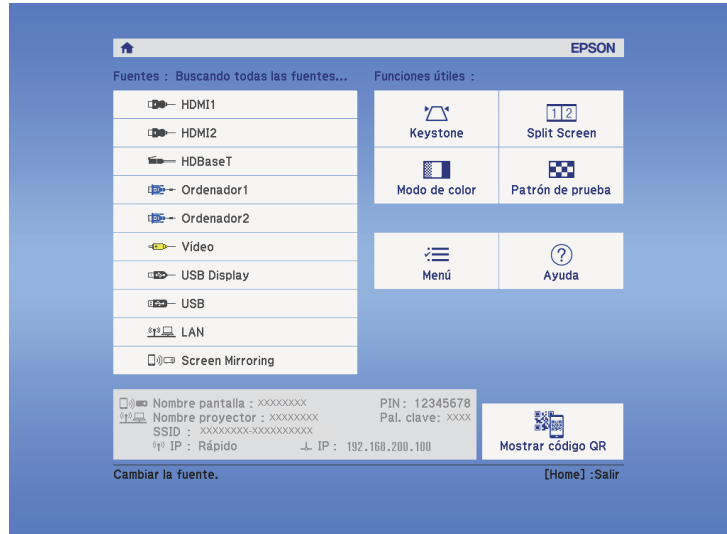 EPSON
Fuentes : Buscando todas las fuentes...
HDMI1
HDMI2
HDBaseT
Ordenador1
Ordenador2
Vídeo
USB Display
USB
LAN
Screen Mirroring
Funciones útiles :
Keystone
1 2
Split Screen
Modo de color
Patrón de prueba
Menú
?
Ayuda
Nombre pantalla : XXXXXXXX PIN : 12345678
Nombre proyector : XXXXXXXX Pal. clave: XXXX
SSID : XXXXXXXX-XXXXXXXXXX
IP : Rápido IP : 192.168.200.100
Mostrar código QR
Cambiar la fuente. [Home] :Salir